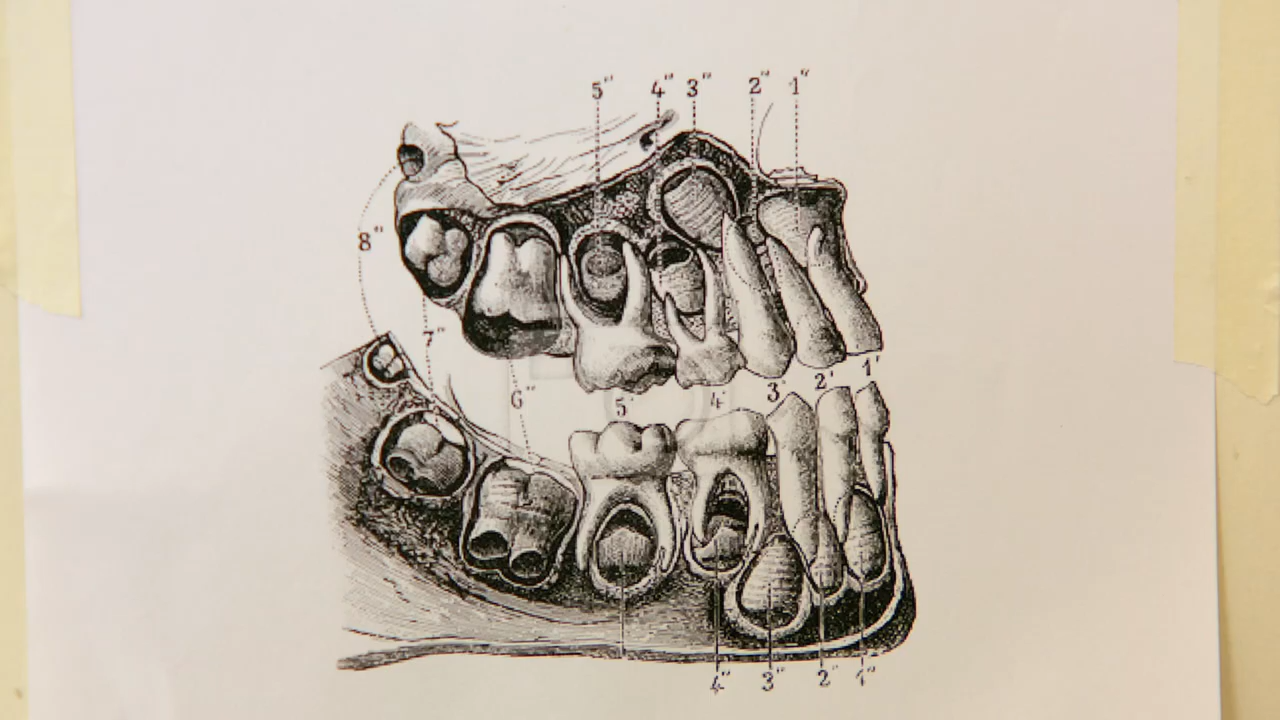 5" 4" 3" 2" 1"
8"
7"
6" 5' 4' 3' 2' 1'
4" 3" 2" 1"